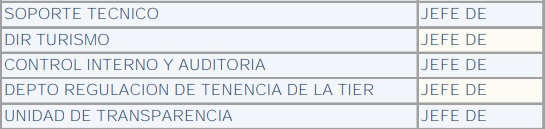 SOPORTE TECNICO JEFE DE
DIR TURISMO JEFE DE
CONTROL INTERNO Y AUDITORIA JEFE DE
DEPTO REGULACION DE TENENCIA DE LA TIER JEFE DE
UNIDAD DE TRANSPARENCIA JEFE DE